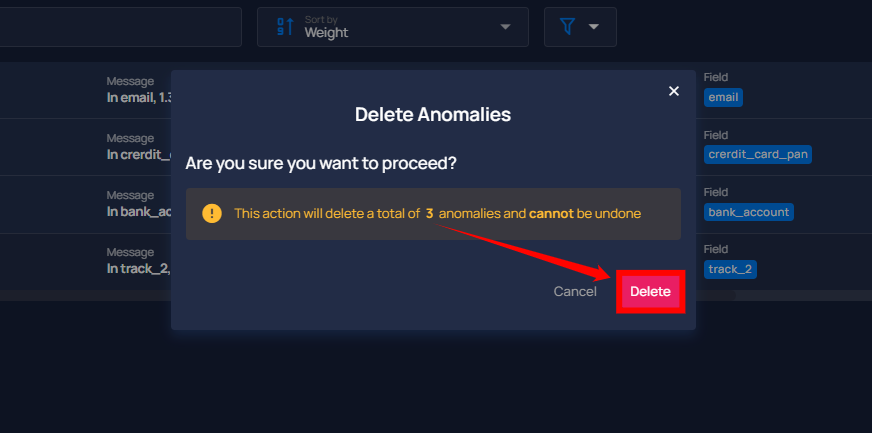 Sort by
Weight
Message
In email, 1.3
Field
email
Message
In crerdit_
Field
crerdit_card_pan
Message
In bank_ac
Field
bank_account
Message
In track_2,
Field
track_2
Delete Anomalies
Are you sure you want to proceed?
This action will delete a total of 3 anomalies and cannot be undone
Cancel
Delete